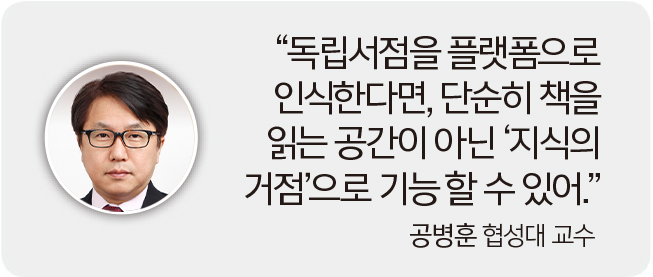 “독립서점을 플랫폼으로
인식한다면, 단순히 책을
읽는 공간이 아닌 ‘지식의
거점’으로 기능 할 수 있어.”
공병훈 협성대 교수